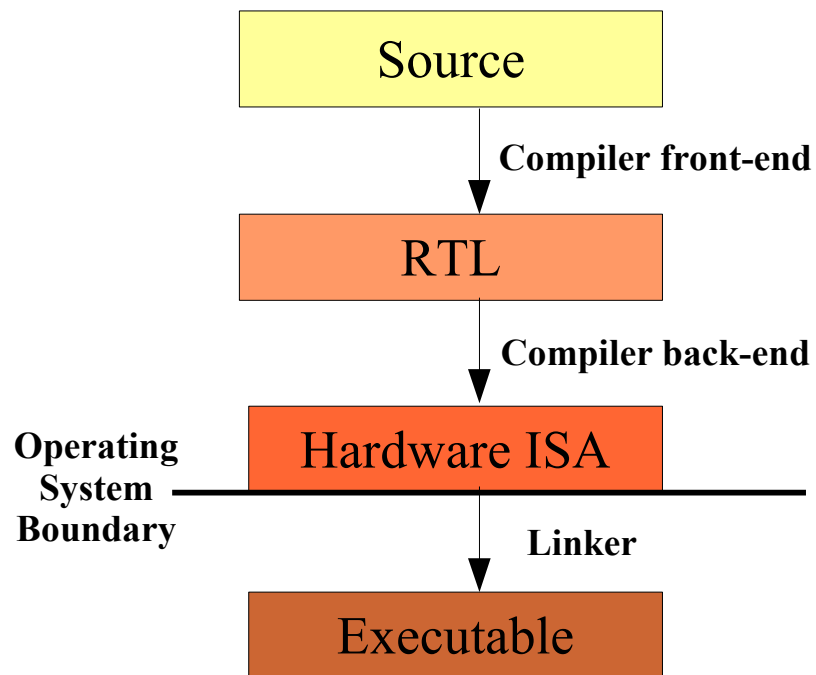 Source
Compiler front-end
RTL
Compiler back-end
Hardware ISA
Operating
System
Boundary
Linker
Executable